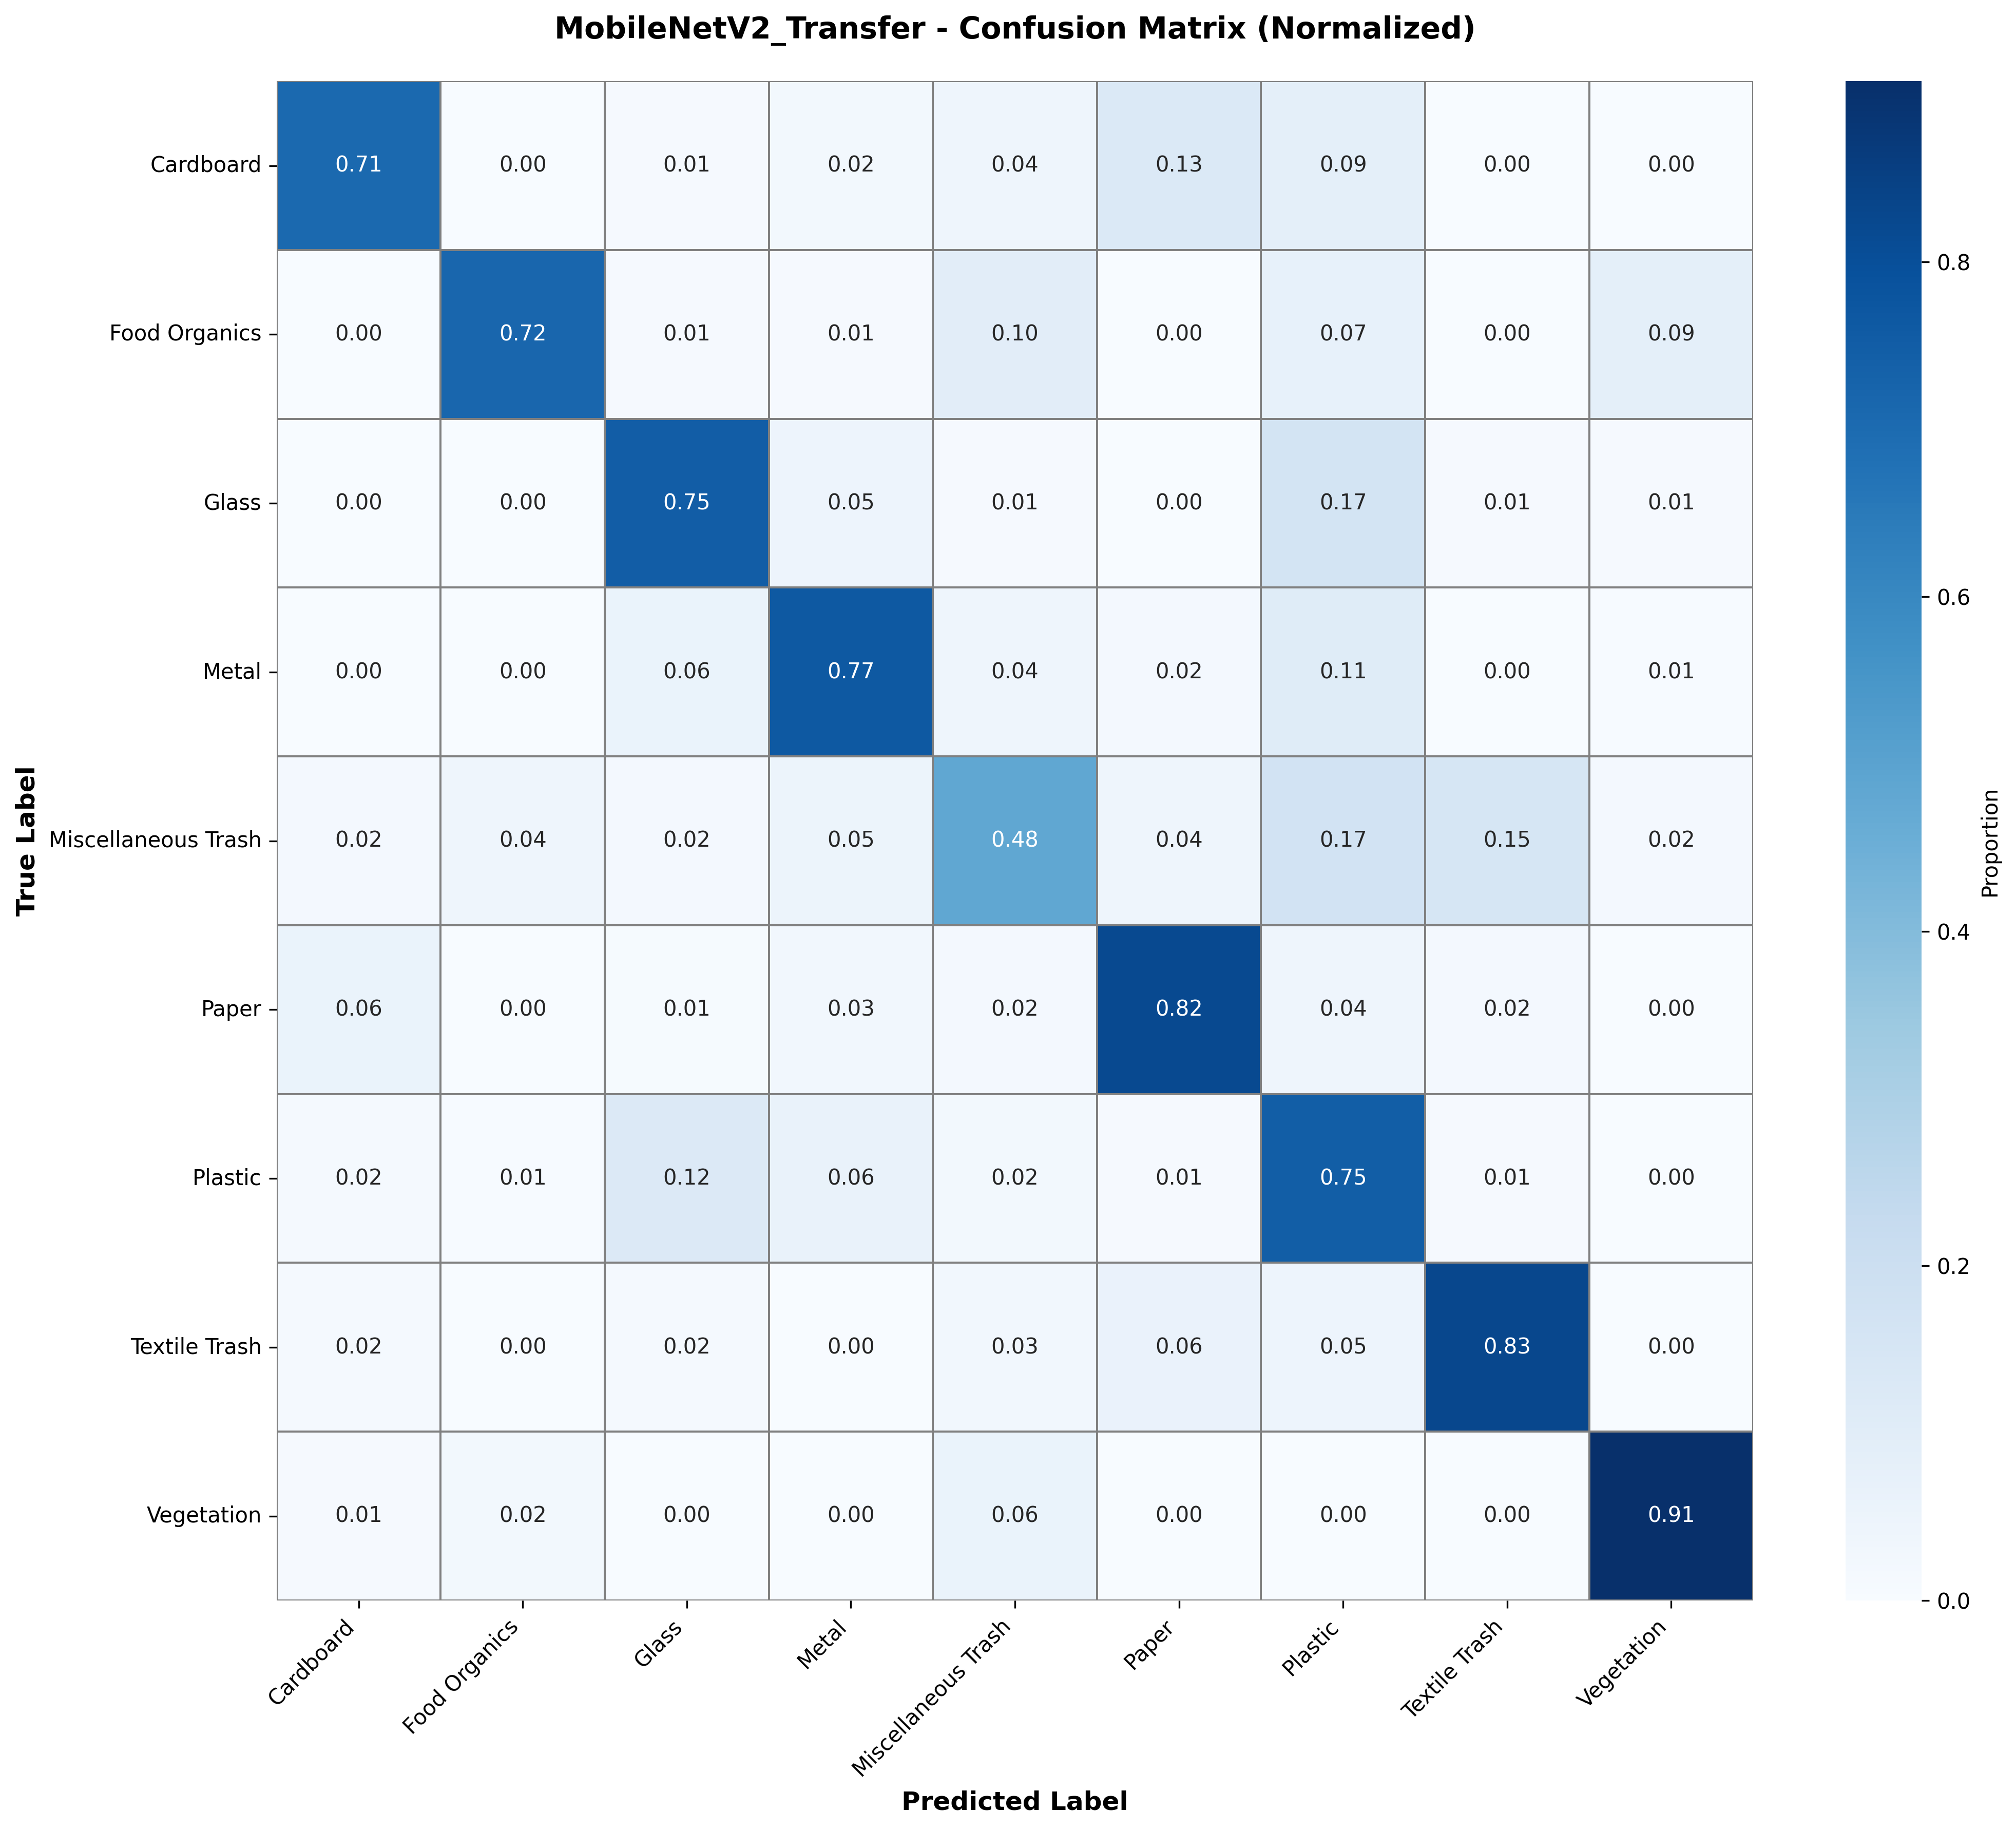 MobileNetV2_Transfer - Confusion Matrix (Normalized)
True Label
Cardboard 0.71 0.00 0.01 0.02 0.04 0.13 0.09 0.00 0.00
Food Organics 0.00 0.72 0.01 0.01 0.10 0.00 0.07 0.00 0.09
Glass 0.00 0.00 0.75 0.05 0.01 0.00 0.17 0.01 0.01
Metal 0.00 0.00 0.06 0.77 0.04 0.02 0.11 0.00 0.01
Miscellaneous Trash 0.02 0.04 0.02 0.05 0.48 0.04 0.17 0.15 0.02
Paper 0.06 0.00 0.01 0.03 0.02 0.82 0.04 0.02 0.00
Plastic 0.02 0.01 0.12 0.06 0.02 0.01 0.75 0.01 0.00
Textile Trash 0.02 0.00 0.02 0.00 0.03 0.06 0.05 0.83 0.00
Vegetation 0.01 0.02 0.00 0.00 0.06 0.00 0.00 0.00 0.91
Cardboard Food Organics Glass Metal Miscellaneous Trash Paper Plastic Textile Trash Vegetation
Predicted Label
0.8
0.6
0.4
0.2
0.0
Proportion